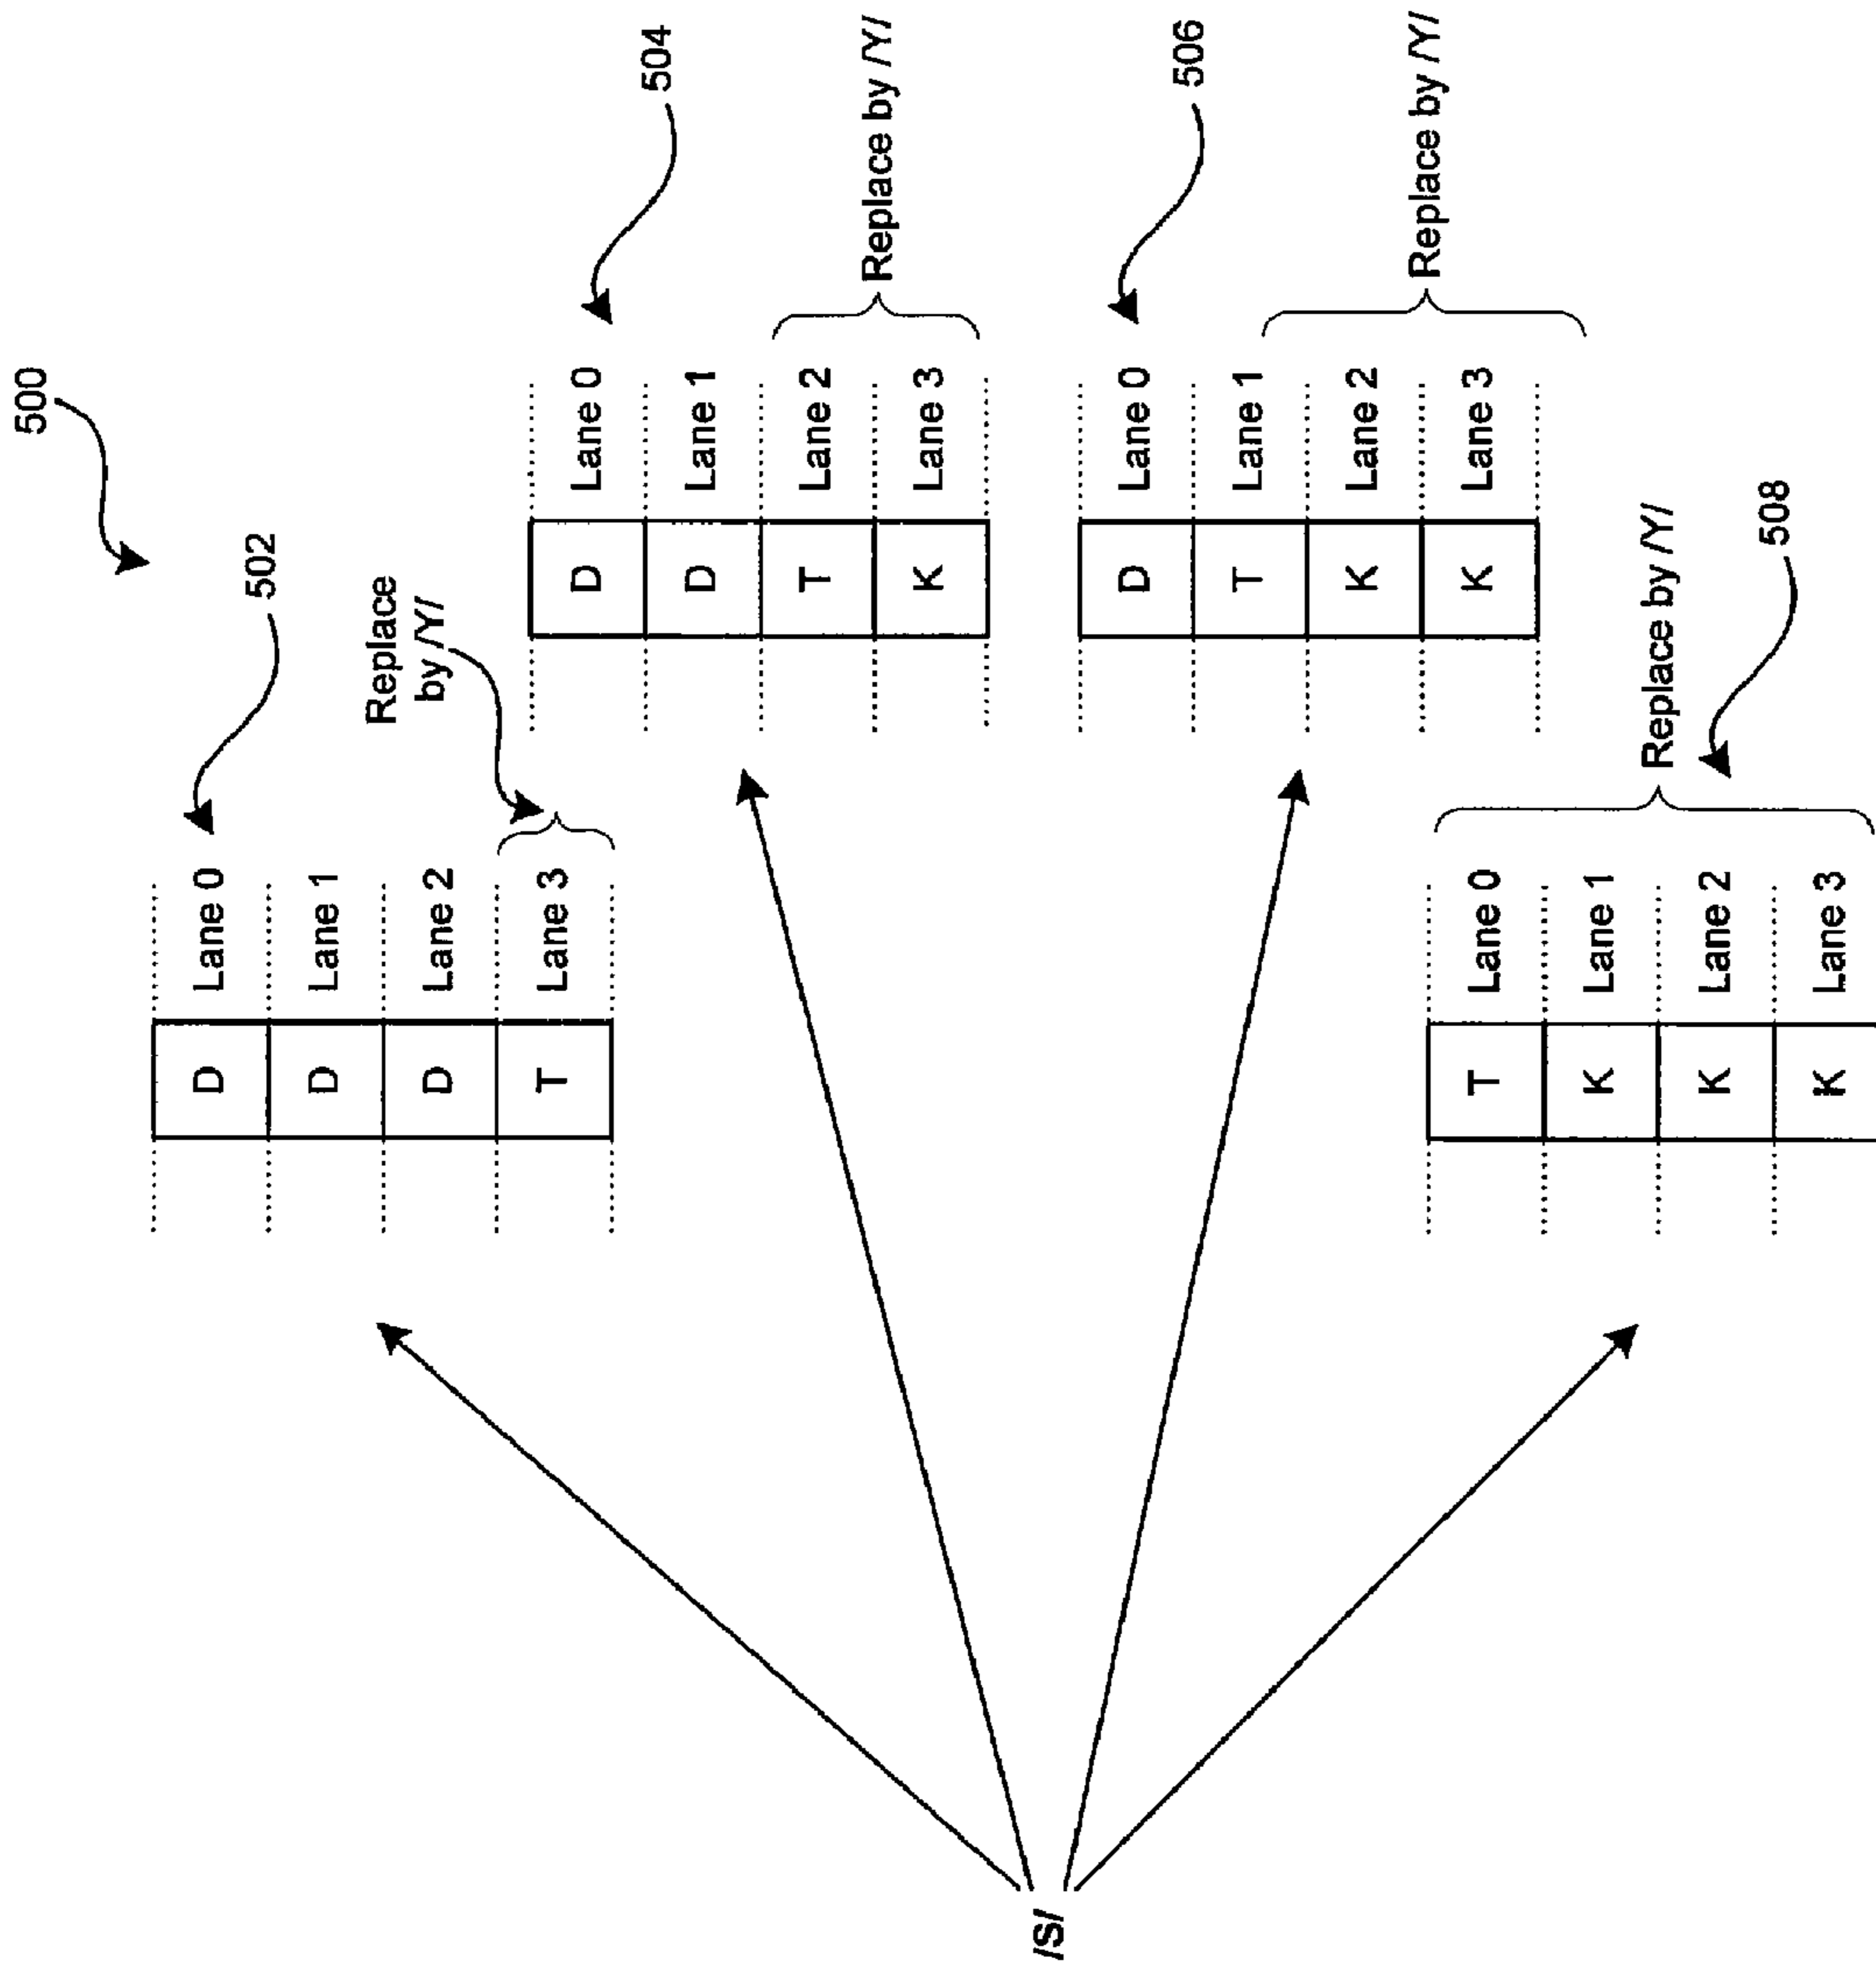 500
502
D Lane 0
D Lane 1
D Lane 2
T Lane 3
Replace
by /Y/
504
D Lane 0
D Lane 1
T Lane 2
K Lane 3
Replace by /Y/
/S/
506
D Lane 0
T Lane 1
K Lane 2
K Lane 3
Replace by /Y/
508
T Lane 0
K Lane 1
K Lane 2
K Lane 3
Replace by /Y/